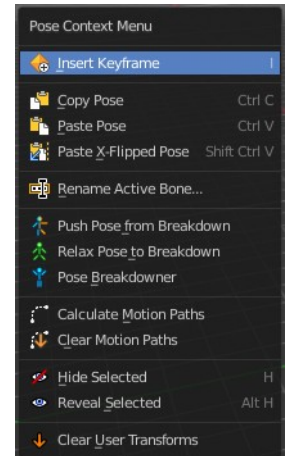 Pose Context Menu
Insert Keyframe I
Copy Pose Ctrl C
Paste Pose Ctrl V
Paste X-Flipped Pose Shift Ctrl V
Rename Active Bone...
Push Pose from Breakdown
Relax Pose to Breakdown
Pose Breakdowner
Calculate Motion Paths
Clear Motion Paths
Hide Selected H
Reveal Selected Alt H
Clear User Transforms